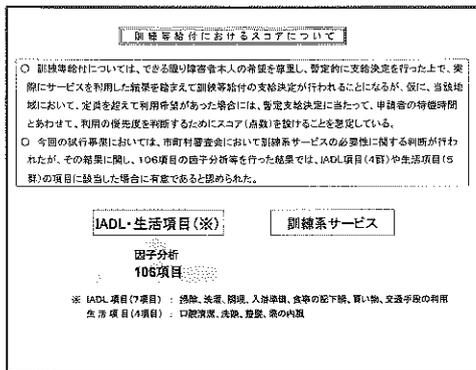 訓練等給付におけるスコアについて
○ 訓練等給付については、できる限り障害者本人の希望を尊重し、暫定的に支給決定を行った上で、実
際にサービスを利用した結果を踏まえて訓練等給付の支給決定が行われることになるが、仮に、当該地
域において、定員を超えて利用希望があった場合には、暫定支給決定に当たって、申請者の待機時間
とあわせて、利用の優先度を判断するためにスコア（点数）を設けることを想定している。
○ 今回の試行事業においては、市町村審査会において訓練系サービスの必要性に関する判断が行わ
れたが、その結果に関し、106項目の因子分析等を行った結果では、IADL項目（4群）や生活項目（5
群）の項目に該当した場合に有意であると認められた。
IADL・生活項目（※）
訓練系サービス
因子分析
106項目
※ IADL項目（7項目）：掃除、洗濯、調理、入浴準備、食事の配下膳、買い物、交通手段の利用
生活項目（4項目）：口腔清潔、洗顔、整髪、薬の内服